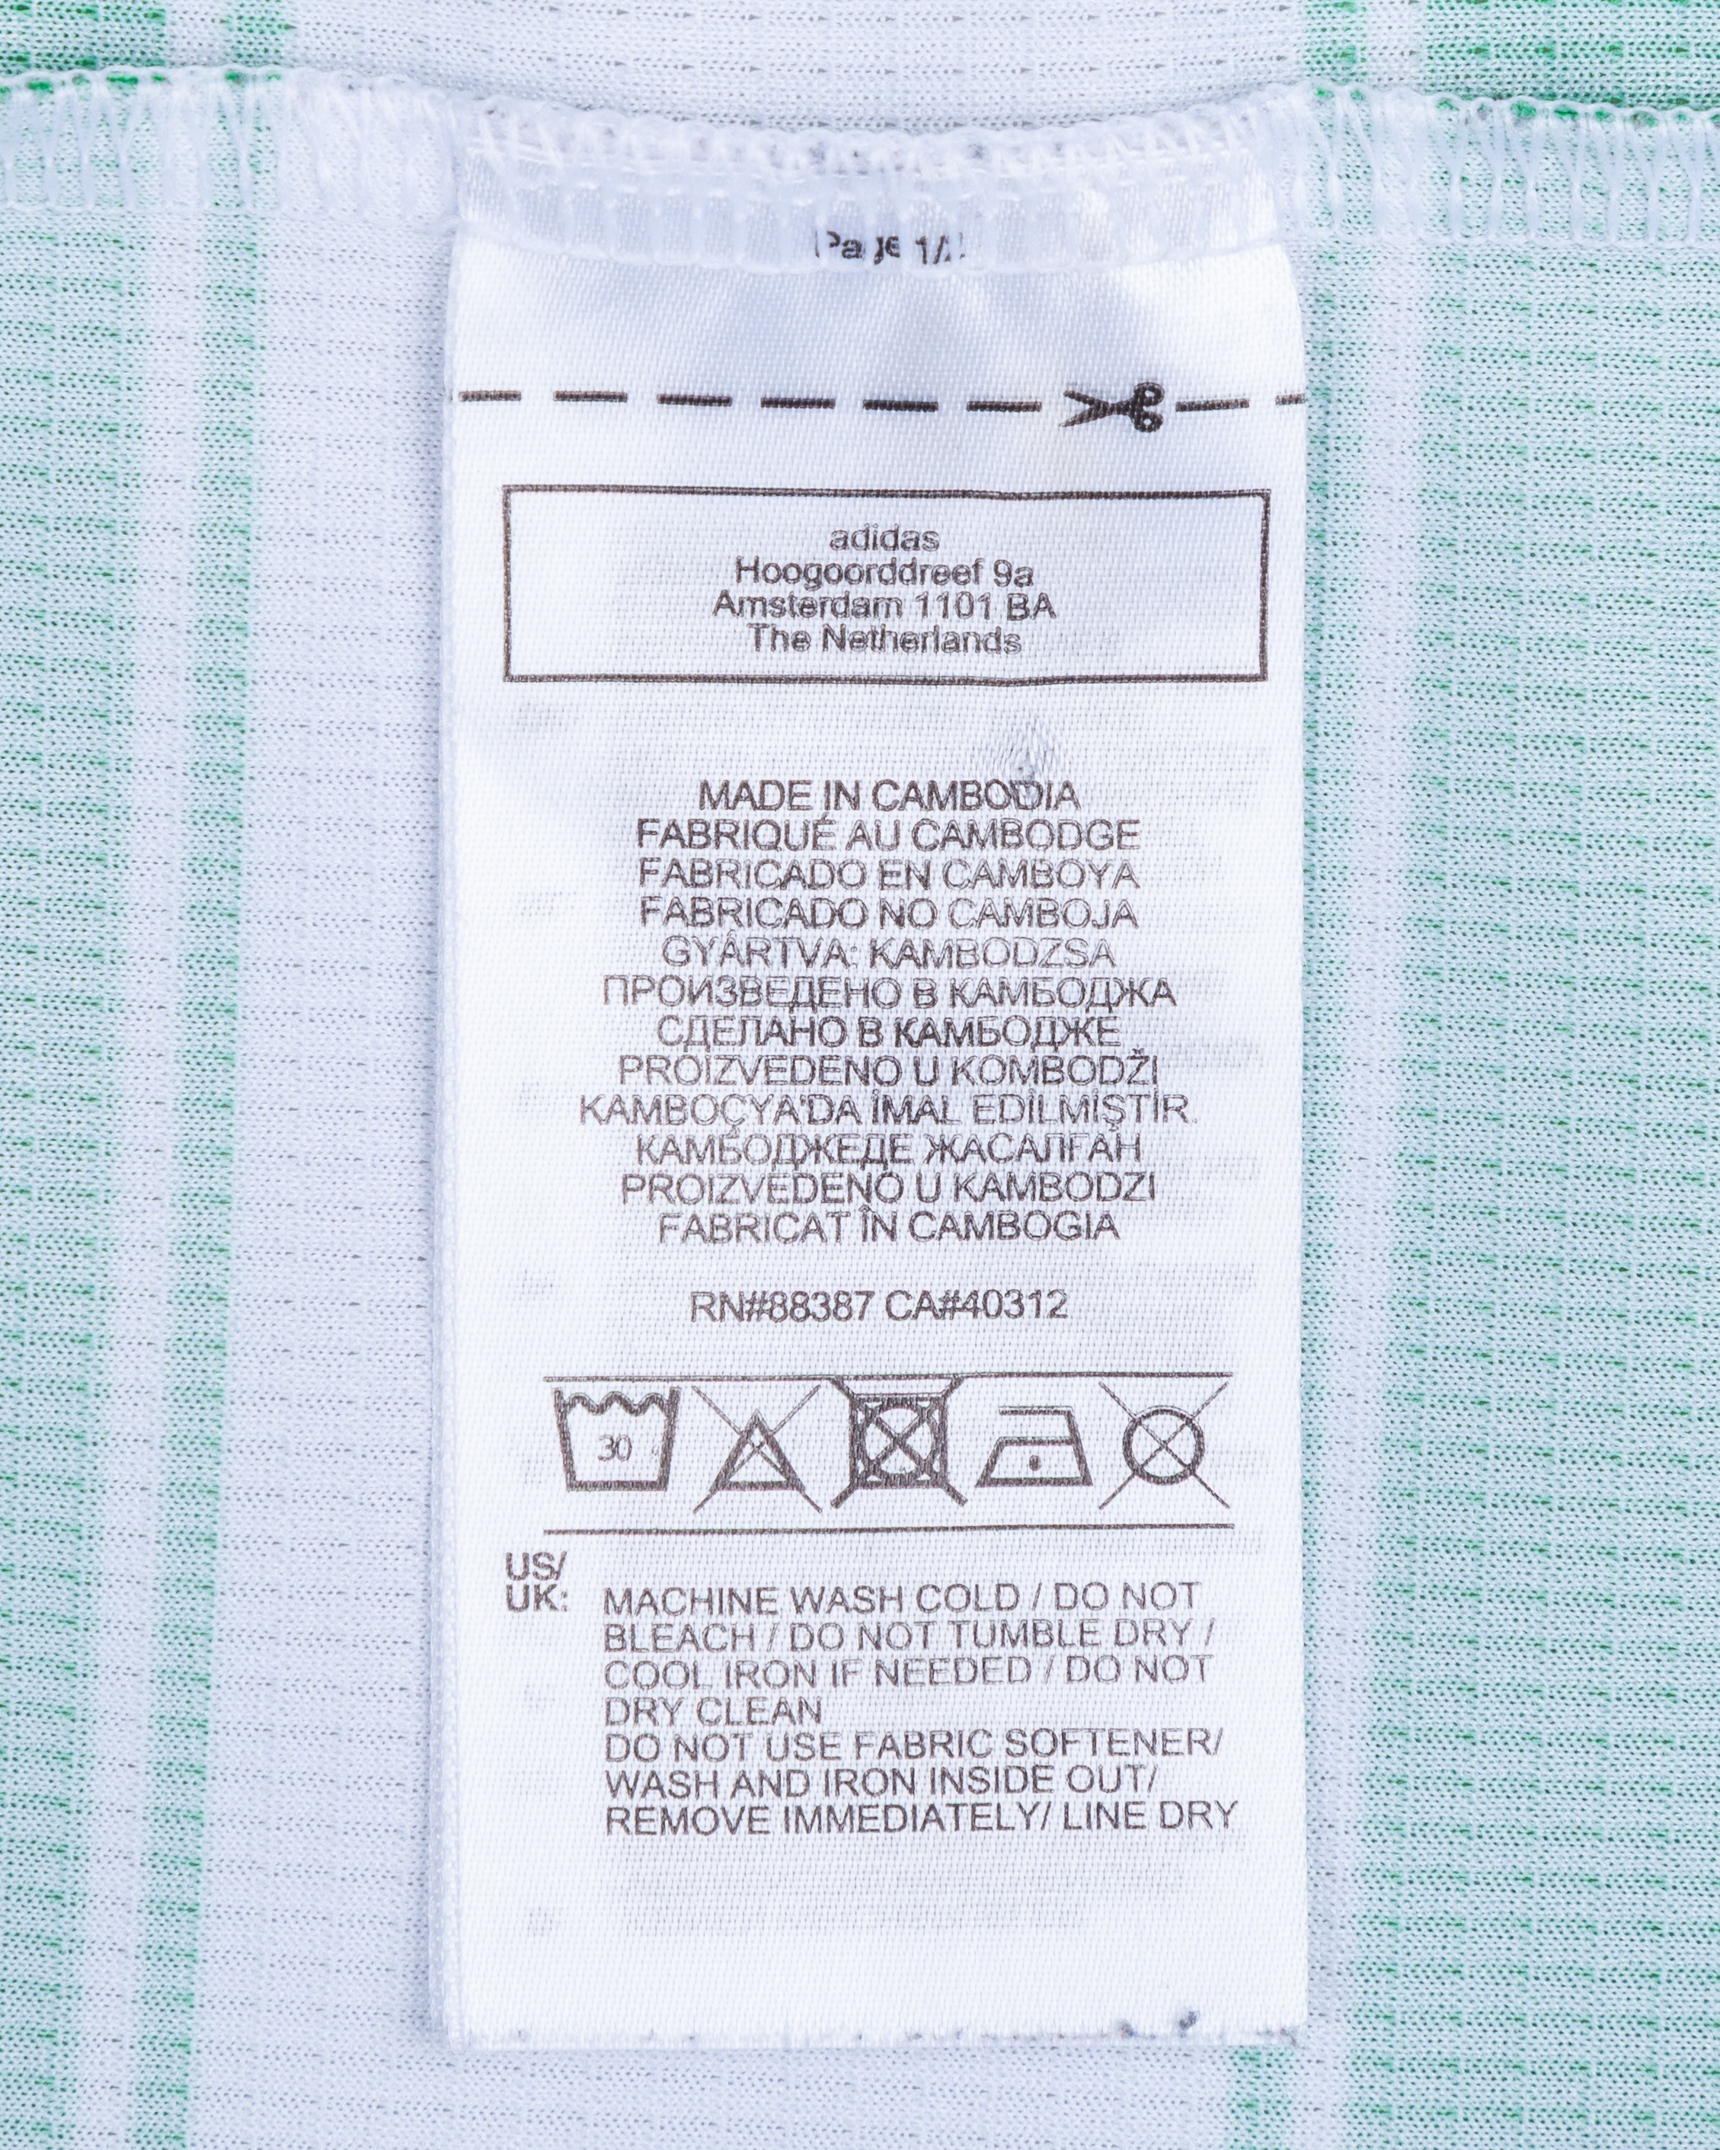 Page 1/
adidas
Hoogoorddreef 9a
Amsterdam 1101 BA
The Netherlands
MADE IN CAMBODIA
FABRIQUÉ AU CAMBODGE
FABRICADO EN CAMBOYA
FABRICADO NO CAMBOJA
GYÁRTVA: KAMBODZSA
ПРОИЗВЕДЕНО В КАМБОДЖА
СДЕЛАНО В КАМБОДЖЕ
PROIZVEDENO U KOMBODŽI
KAMBOÇYA'DA İMAL EDİLMİŞTİR.
КАМБОДЖЕДЕ ЖАСАЛҒАН
PROIZVEDENO U KAMBODZI
FABRICAT ÎN CAMBOGIA
RN#88387 CA#40312
30
US/
UK: MACHINE WASH COLD / DO NOT
BLEACH / DO NOT TUMBLE DRY /
COOL IRON IF NEEDED / DO NOT
DRY CLEAN
DO NOT USE FABRIC SOFTENER/
WASH AND IRON INSIDE OUT/
REMOVE IMMEDIATELY/ LINE DRY